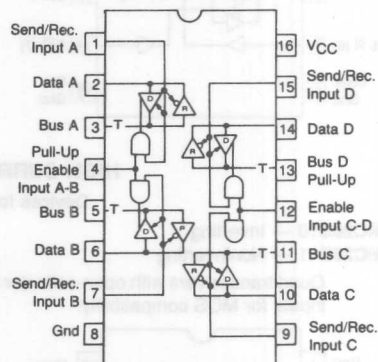 Send/Rec.
Input A
1
Data A
2
Bus A
3
T
Pull-Up
Enable
4
Input A-B
Bus B
5
T
Data B
6
Send/Rec.
Input B
7
Gnd
8
D
R
D
R
16
VCC
Send/Rec.
15
Input D
14
Data D
T
13
Bus D
Pull-Up
12
Enable
Input C-D
T
11
Bus C
10
Data C
9
Send/Rec.
Input C
R
D
R
D